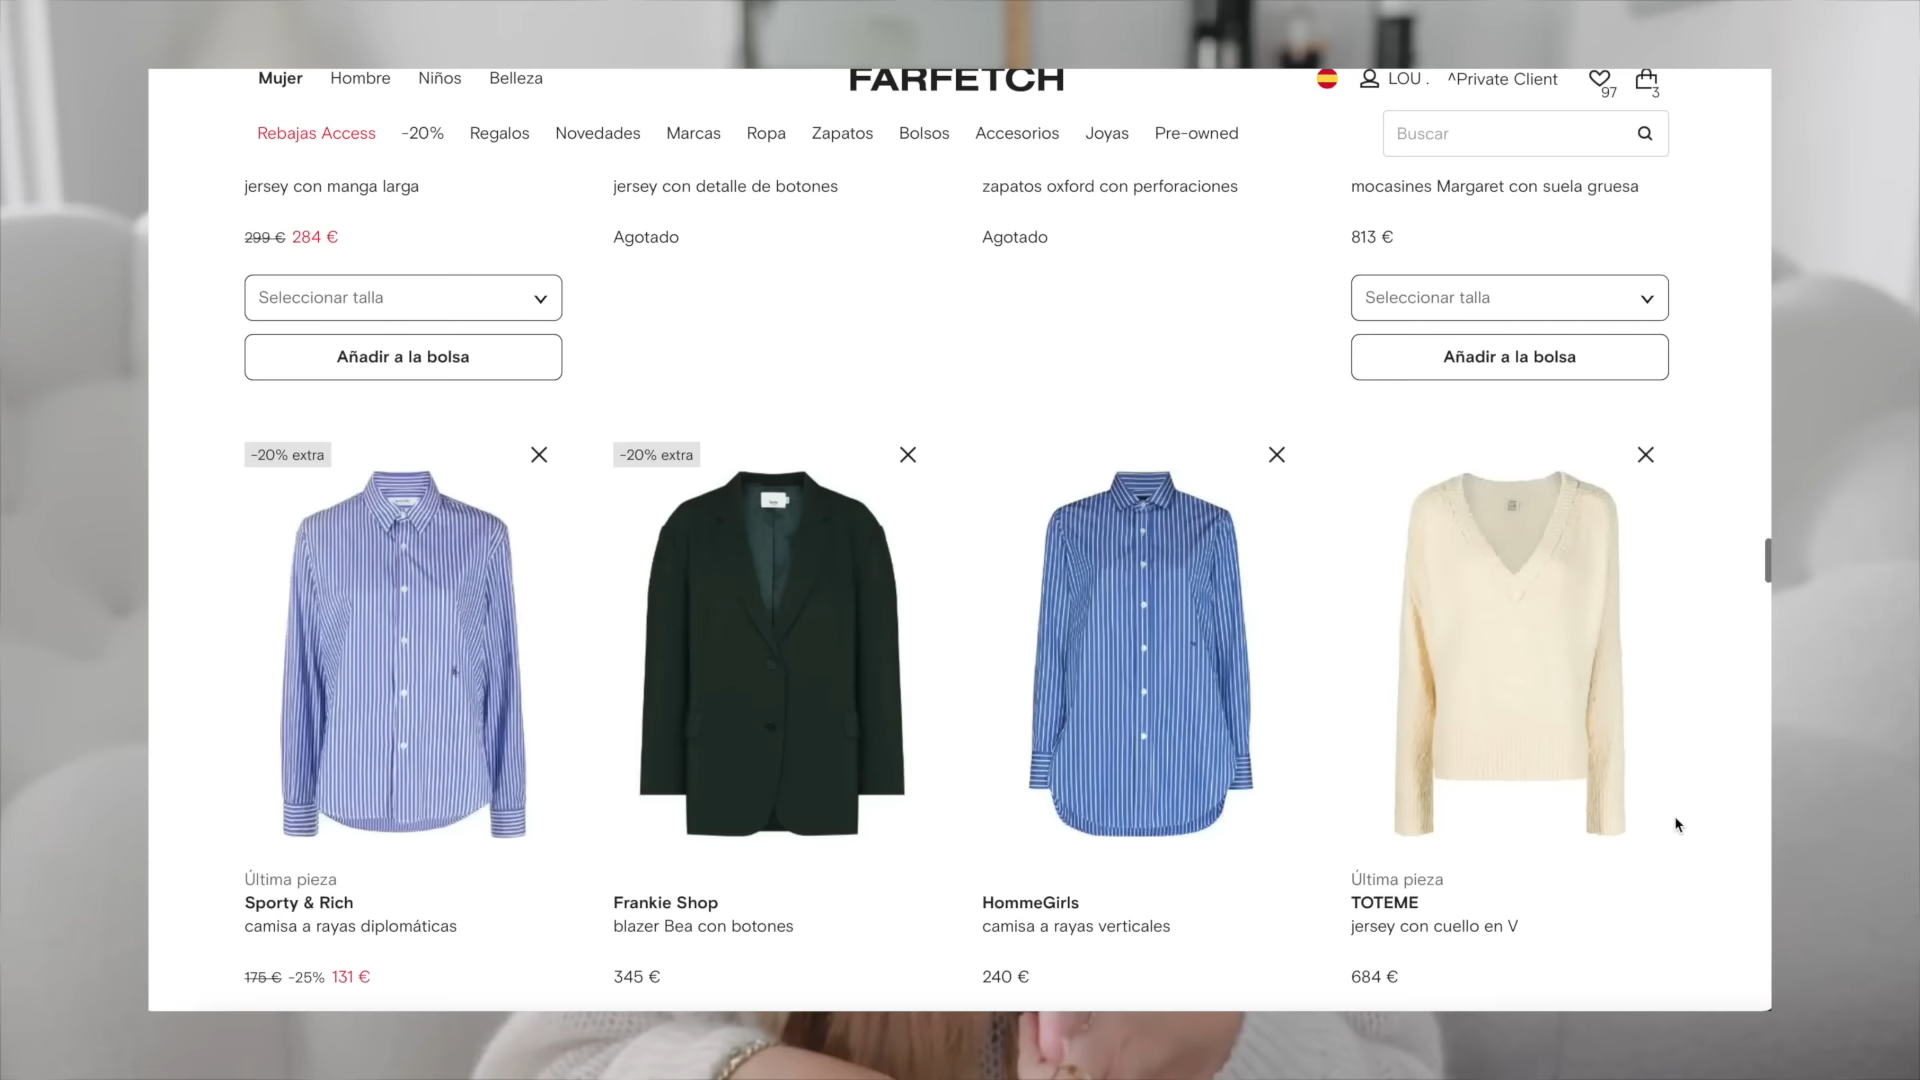 Mujer Hombre Niños Belleza FARFETCH LOU . ^Private Client 97 3
Rebajas Access -20% Regalos Novedades Marcas Ropa Zapatos Bolsos Accesorios Joyas Pre-owned Buscar
jersey con manga larga jersey con detalle de botones zapatos oxford con perforaciones mocasines Margaret con suela gruesa
299 € 284 € Agotado Agotado 813 €
Seleccionar talla Seleccionar talla
Añadir a la bolsa Añadir a la bolsa
-20% extra -20% extra
Última pieza Última pieza
Sporty & Rich Frankie Shop HommeGirls TOTEME
camisa a rayas diplomáticas blazer Bea con botones camisa a rayas verticales jersey con cuello en V
175 € -25% 131 € 345 € 240 € 684 €